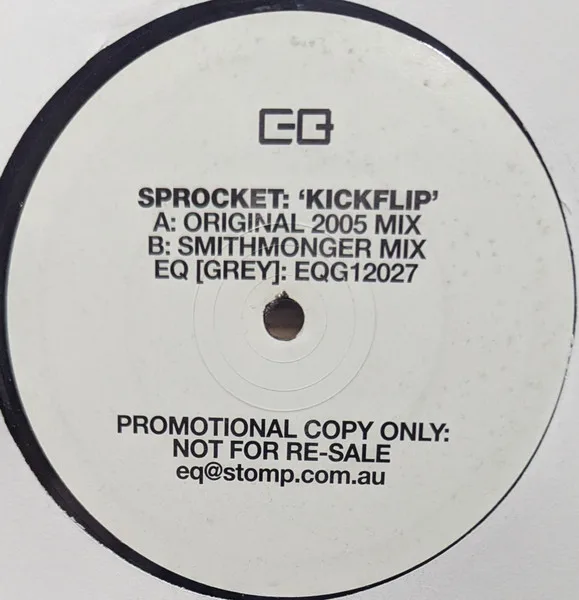 EQ
SPROCKET: ‘KICKFLIP’
A: ORIGINAL 2005 MIX
B: SMITHMONGER MIX
EQ [GREY]: EQG12027
PROMOTIONAL COPY ONLY:
NOT FOR RE-SALE
eq@stomp.com.au